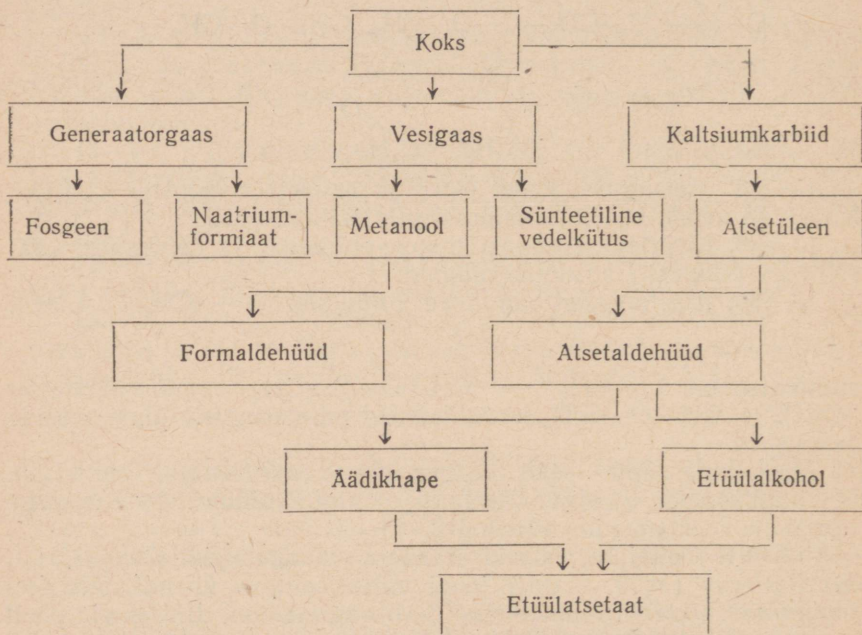 Koks
Generaatorgaas
Vesigaas
Kaltsiumkarbiid
Fosgeen
Naatrium-
formiaat
Metanool
Sünteetiline
vedelkütus
Atsetüleen
Formaldehüüd
Atsetaldehüüd
Äädikhape
Etüülalkohol
Etüülatsetaat